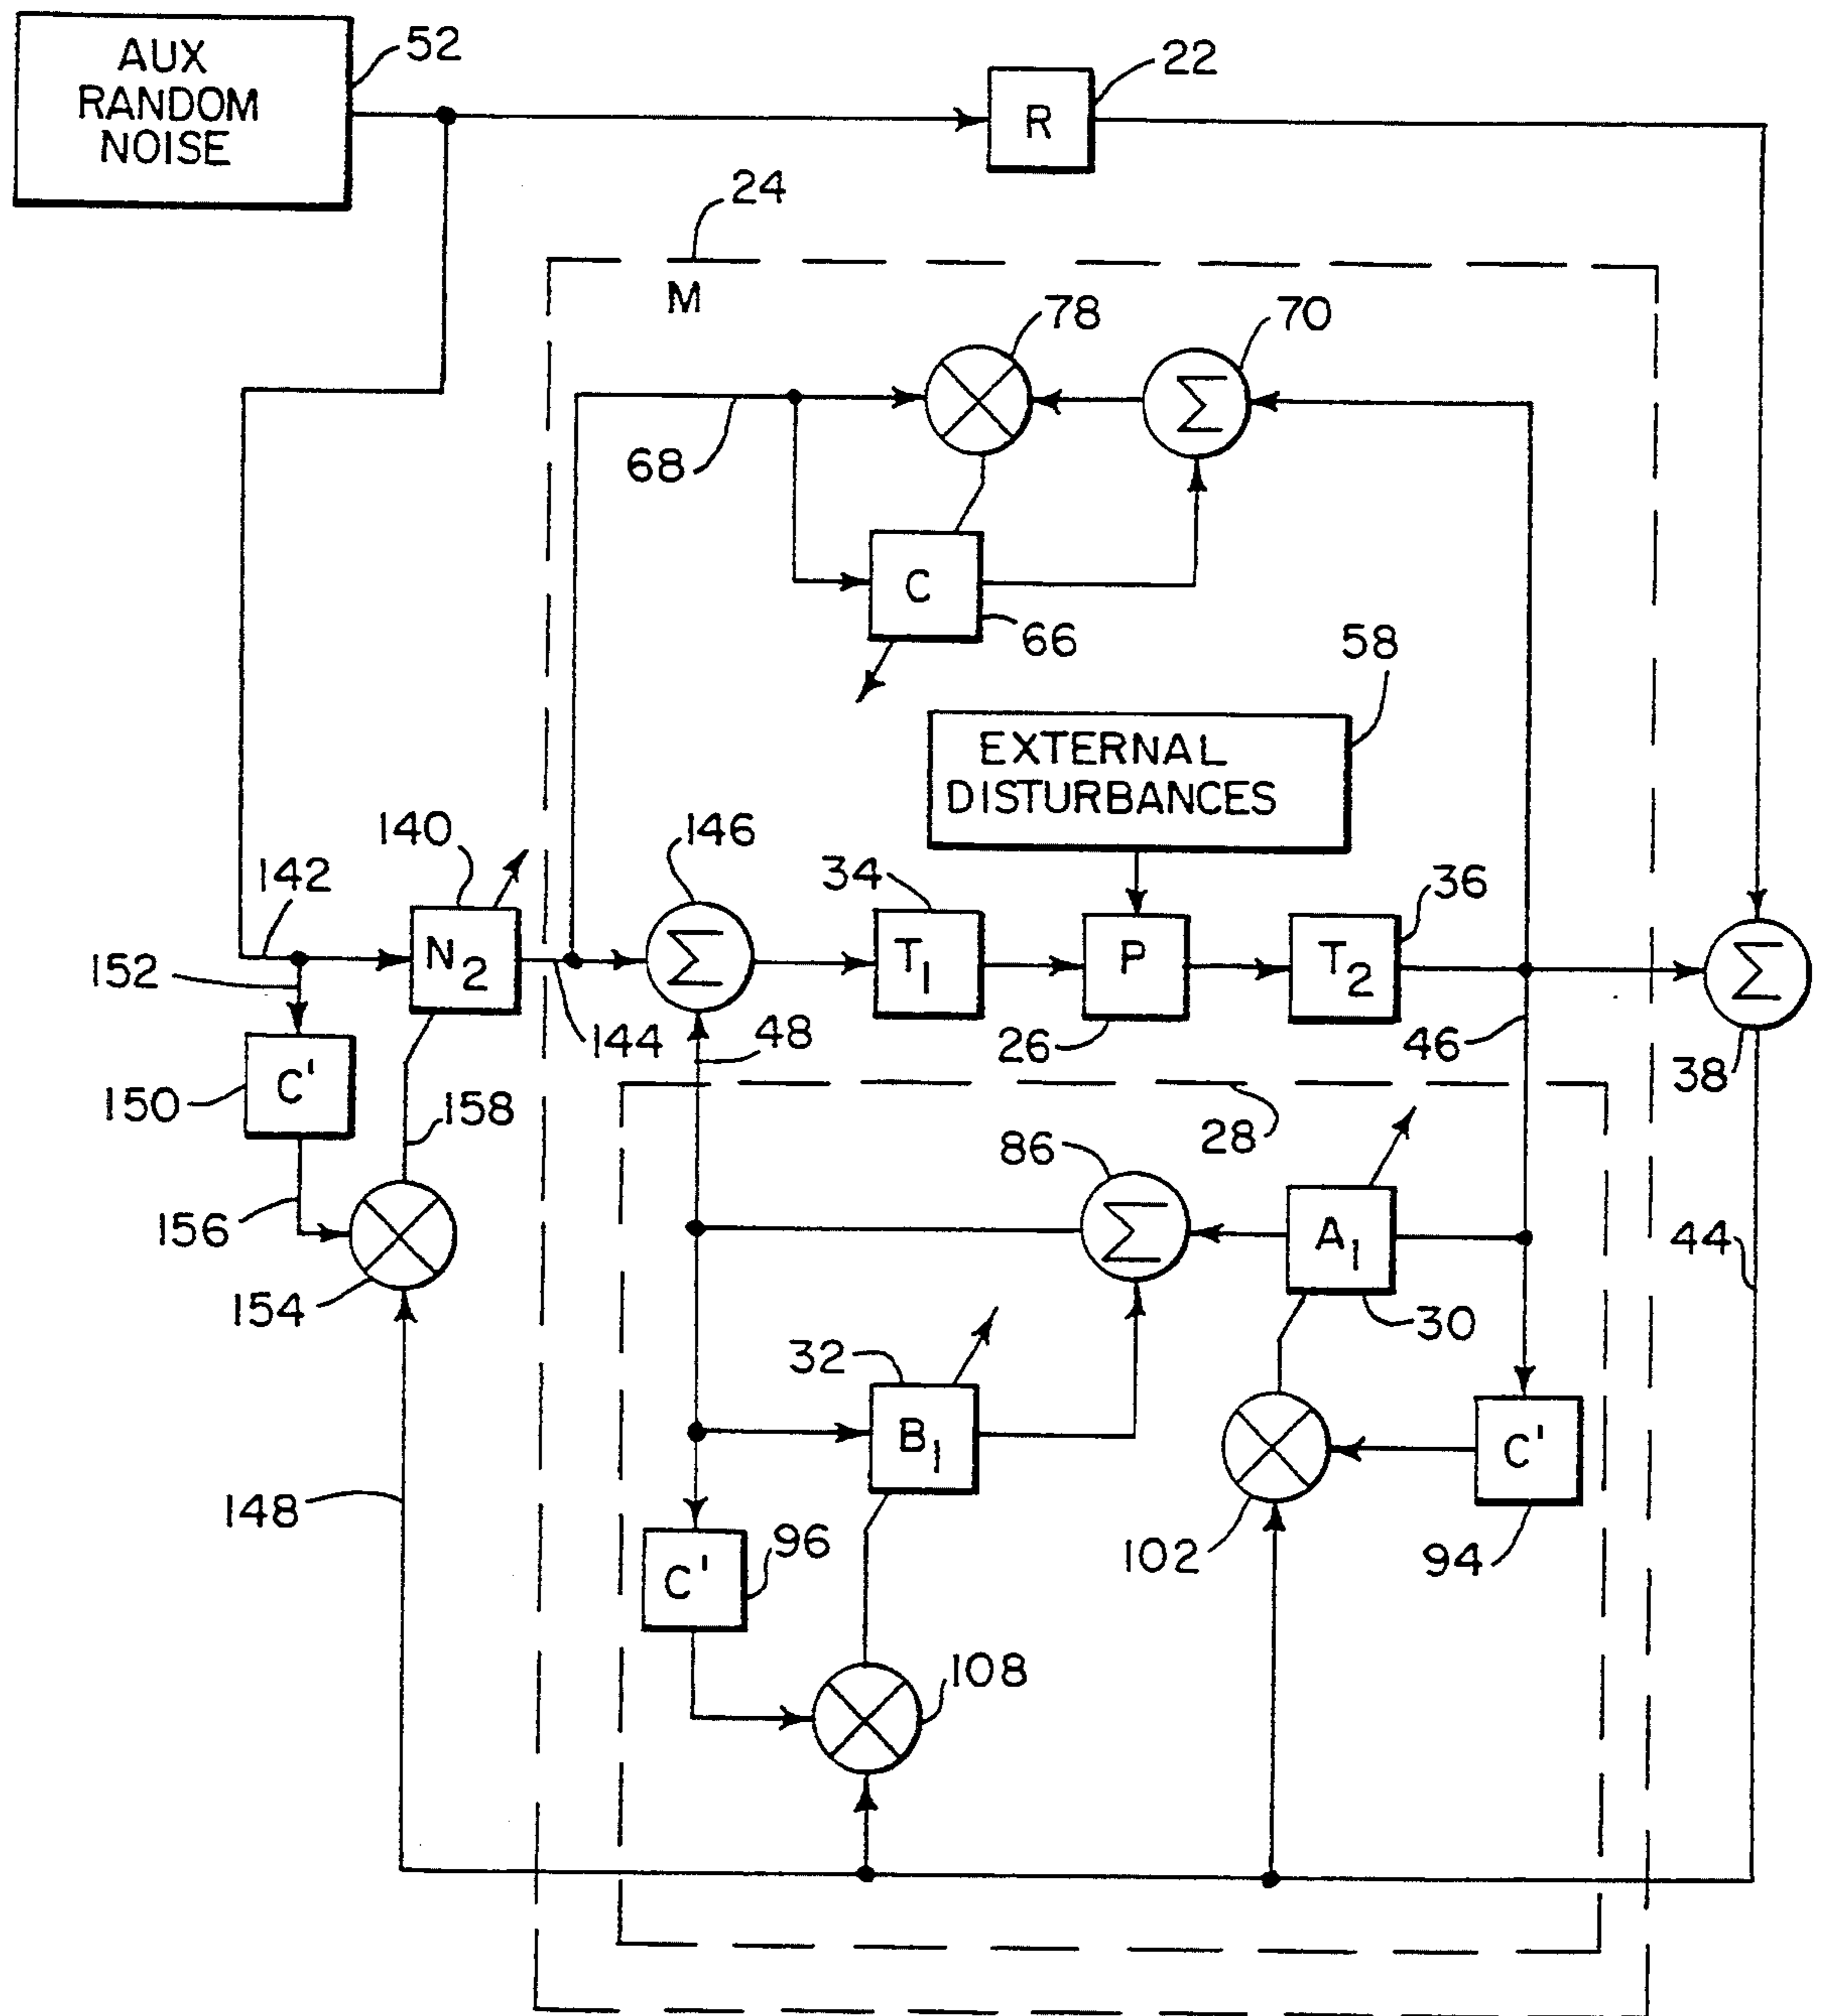 AUX
RANDOM
NOISE
52
R
22
24
M
78
70
Σ
68
C
66
58
EXTERNAL
DISTURBANCES
140
142
N2
152
144
146
Σ
34
T1
P
26
36
T2
46
Σ
38
48
C'
150
158
156
154
28
86
Σ
A1
30
44
32
B1
148
C'
96
102
C'
94
108